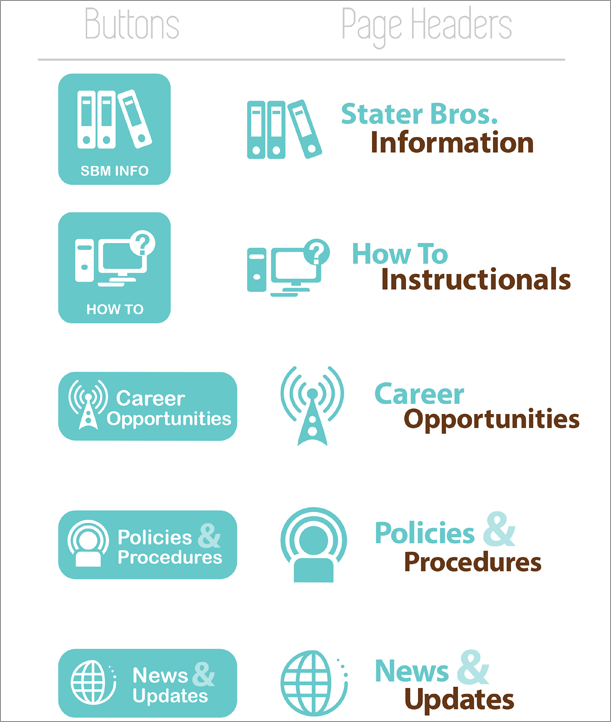 Buttons Page Headers
SBM INFO
Stater Bros.
Information
?
HOW TO
?
How To
Instructionals
Career
Opportunities
Career
Opportunities
Policies &
Procedures
Policies &
Procedures
News &
Updates
News &
Updates